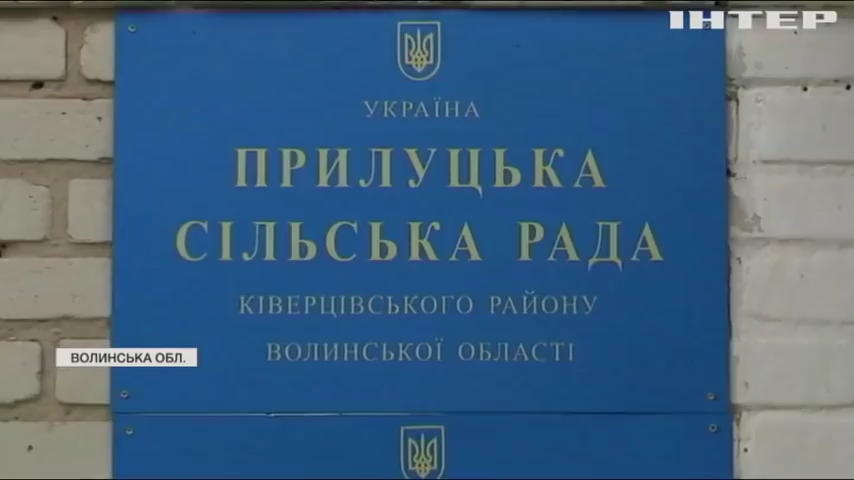 ІНТЕР
УКРАЇНА
ПРИЛУЦЬКА
СІЛЬСЬКА РАДА
КІВЕРЦІВСЬКОГО РАЙОНУ
ВОЛИНСЬКОЇ ОБЛАСТІ
ВОЛИНСЬКА ОБЛ.